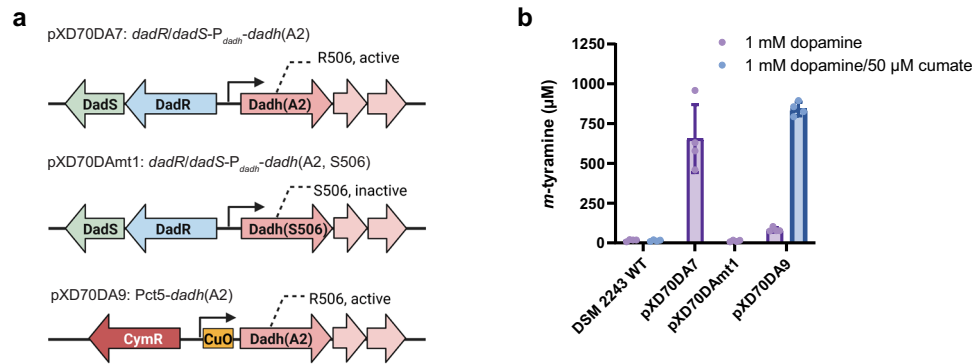 a
pXD70DA7: dadR/dadS-Pdadh-dadh(A2)
R506, active
DadS DadR Dadh(A2)
pXD70DAmt1: dadR/dadS-Pdadh-dadh(A2, S506)
S506, inactive
DadS DadR Dadh(S506)
pXD70DA9: Pct5-dadh(A2)
R506, active
CymR CuO Dadh(A2)
b
1 mM dopamine
1 mM dopamine/50 µM cumate
m-tyramine (µM)
1250
1000
750
500
250
0
DSM 2243 WT
pXD70DA7
pXD70DAmt1
pXD70DA9